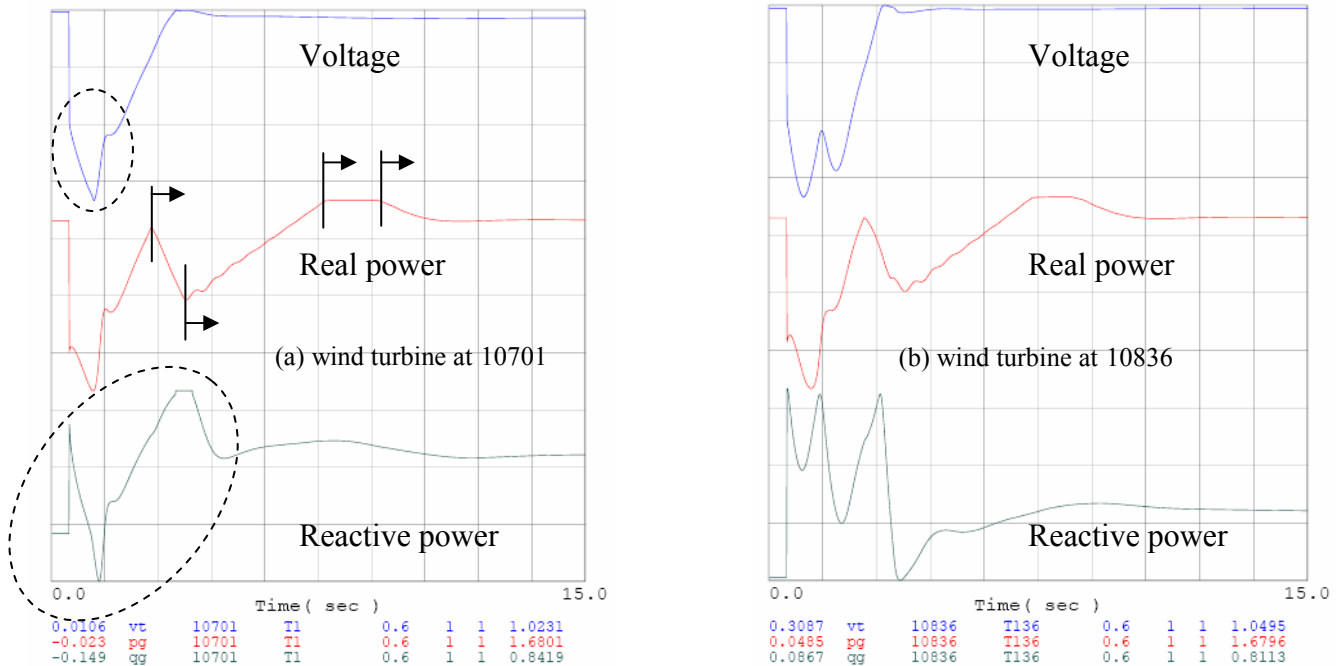 Voltage
Real power
(a) wind turbine at 10701
Reactive power
0.0 15.0
Time( sec )
0.0106 vt 10701 T1 0.6 1 1 1.0231
-0.023 pg 10701 T1 0.6 1 1 1.6801
-0.149 qg 10701 T1 0.6 1 1 0.8419
Voltage
Real power
(b) wind turbine at 10836
Reactive power
0.0 15.0
Time( sec )
0.3087 vt 10836 T136 0.6 1 1 1.0495
0.0485 pg 10836 T136 0.6 1 1 1.6796
0.0867 qg 10836 T136 0.6 1 1 0.8113